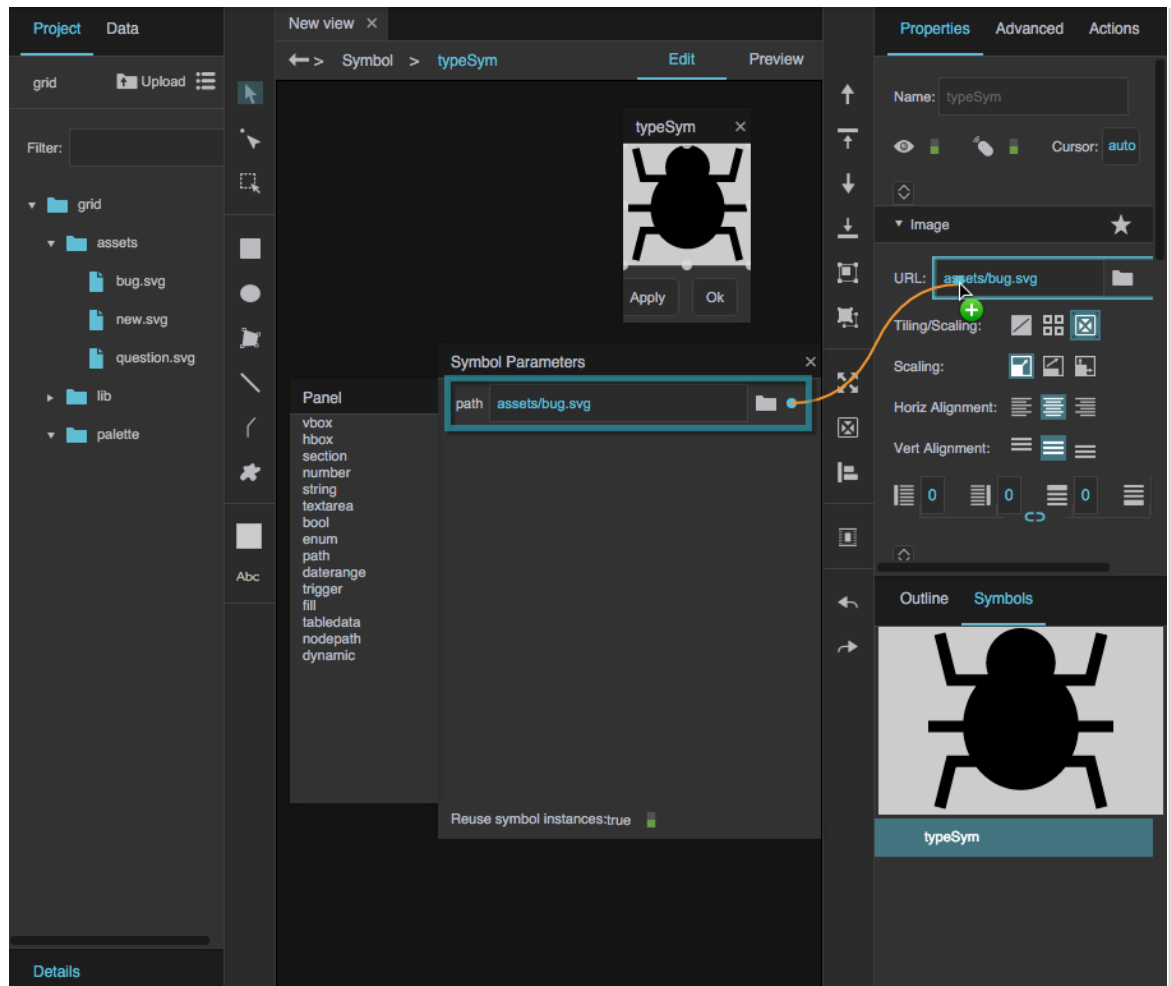 Project Data
grid Upload
Filter:
grid
assets
bug.svg
new.svg
question.svg
lib
palette
Details
Abc
New view ×
> Symbol > typeSym
Edit Preview
typeSym ×
Apply Ok
Panel
vbox
hbox
section
number
string
textarea
bool
enum
path
daterange
trigger
fill
tabledata
nodepath
dynamic
Symbol Parameters ×
path assets/bug.svg
Reuse symbol instances:true
Properties Advanced Actions
Name: typeSym
Cursor: auto
Image
URL: assets/bug.svg
Tiling/Scaling:
Scaling:
Horiz Alignment:
Vert Alignment:
0 0 0
Outline Symbols
typeSym